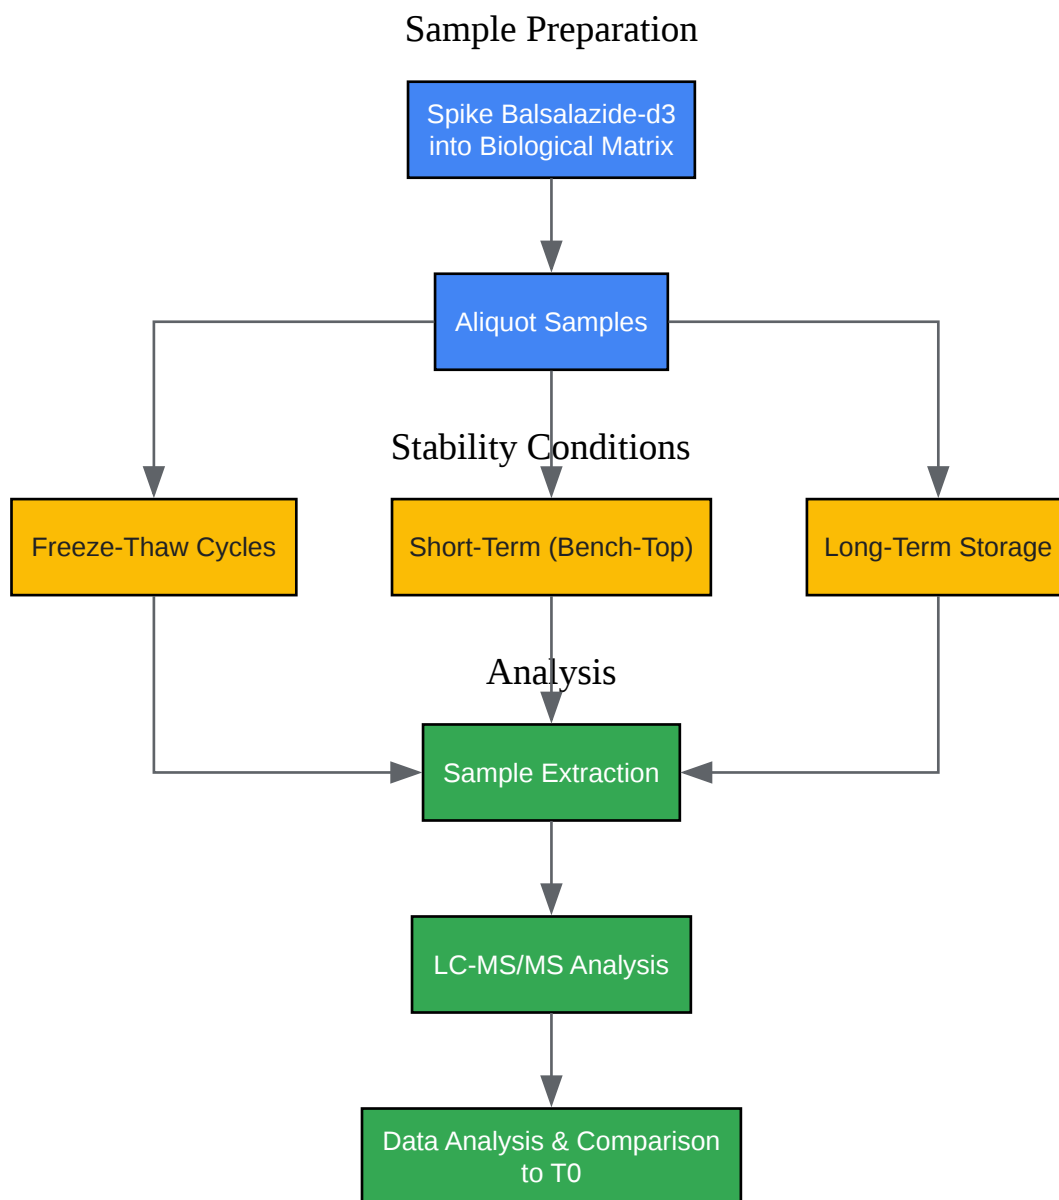 Sample Preparation
Spike Balsalazide-d3
into Biological Matrix
Aliquot Samples
Stability Conditions
Freeze-Thaw Cycles
Short-Term (Bench-Top)
Long-Term Storage
Analysis
Sample Extraction
LC-MS/MS Analysis
Data Analysis & Comparison
to T0